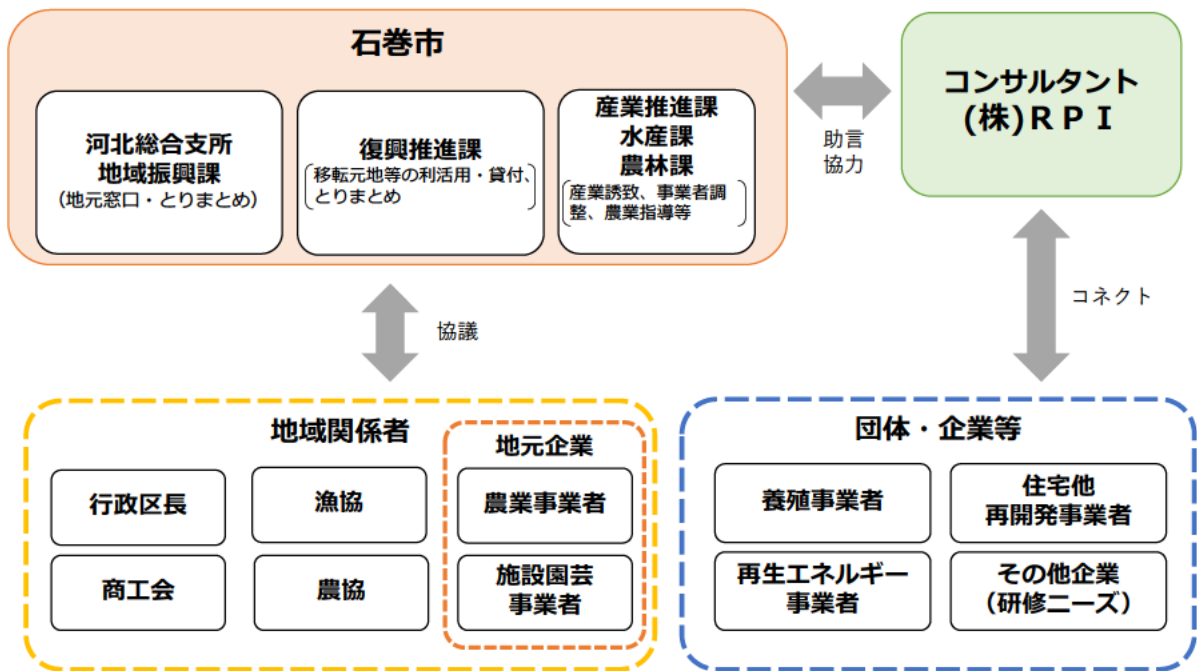 石巻市
河北総合支所
地域振興課
（地元窓口・とりまとめ）
復興推進課
移転元地等の利活用・貸付、
とりまとめ
産業推進課
水産課
農林課
産業誘致、事業者調
整、農業指導等
助言
協力
コンサルタント
(株)ＲＰＩ
コネクト
協議
地域関係者
行政区長
漁協
商工会
農協
地元企業
農業事業者
施設園芸
事業者
団体・企業等
養殖事業者
住宅他
再開発事業者
再生エネルギー
事業者
その他企業
（研修ニーズ）